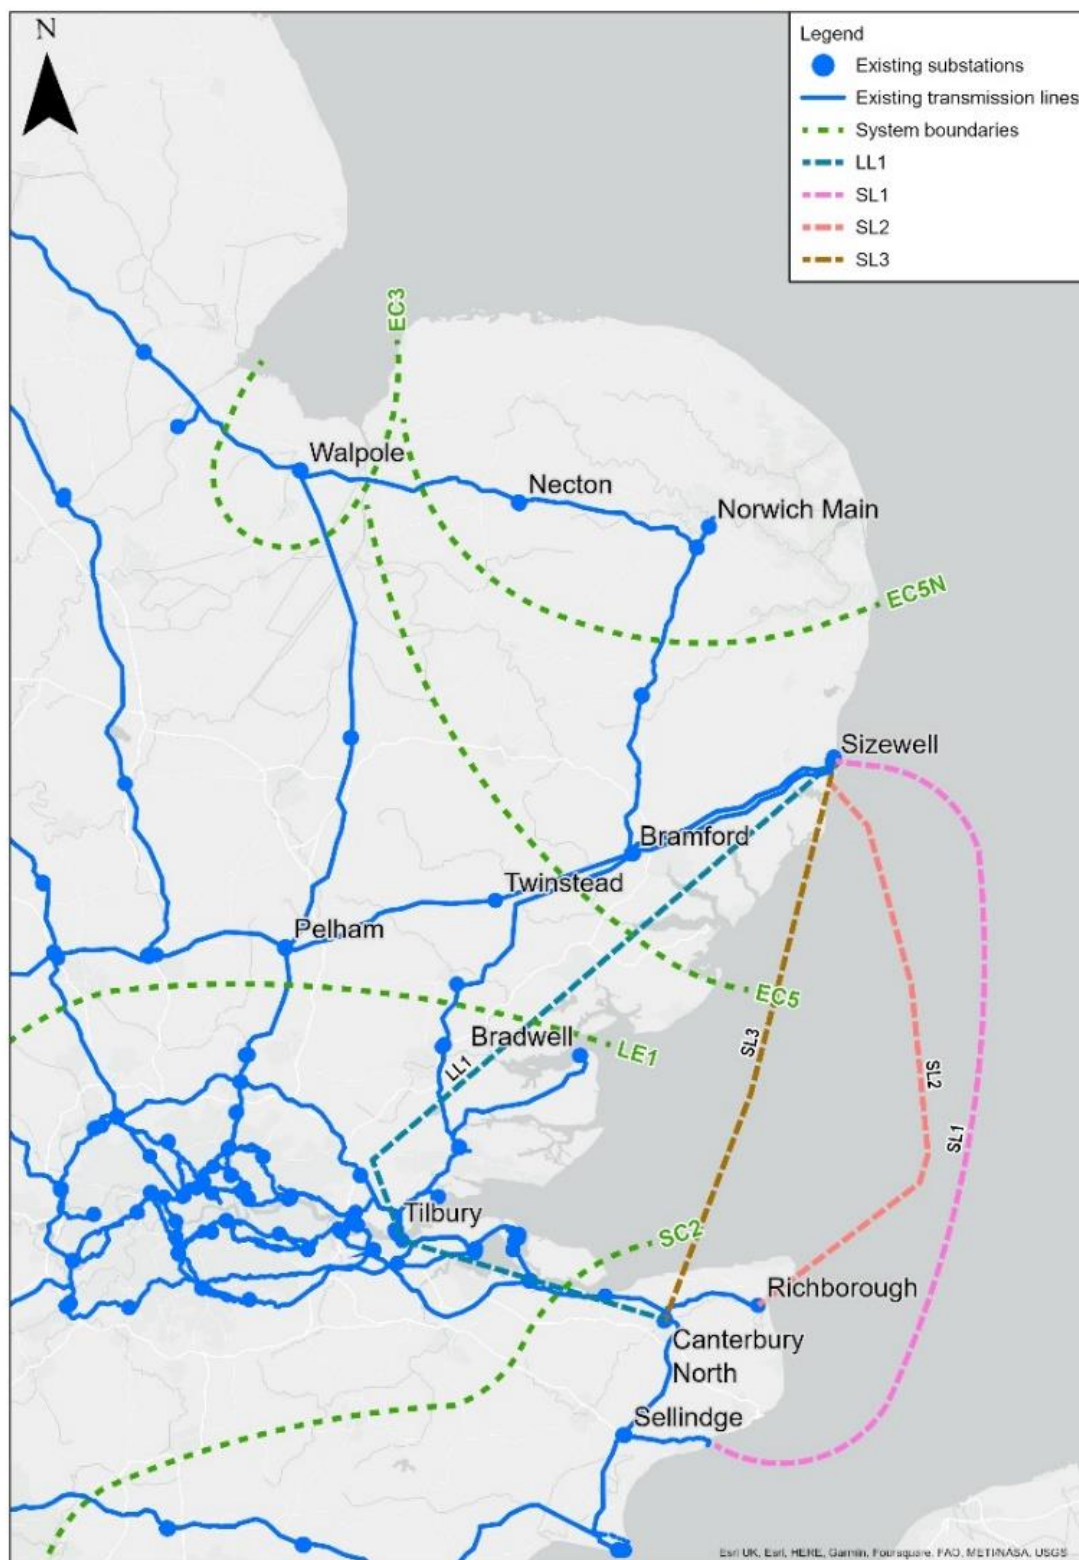 N
Legend
Existing substations
Existing transmission lines
System boundaries
LL1
SL1
SL2
SL3
EC3
Walpole
Necton
Norwich Main
EC5N
Sizewell
Bramford
Twinstead
Pelham
EC5
Bradwell
LE1
LL1
SL3
SL2
SL1
Tilbury
SC2
Richborough
Canterbury
North
Sellindge
Esri UK, Esri, HERE, Garmin, Foursquare, FAO, METI/NASA, USGS